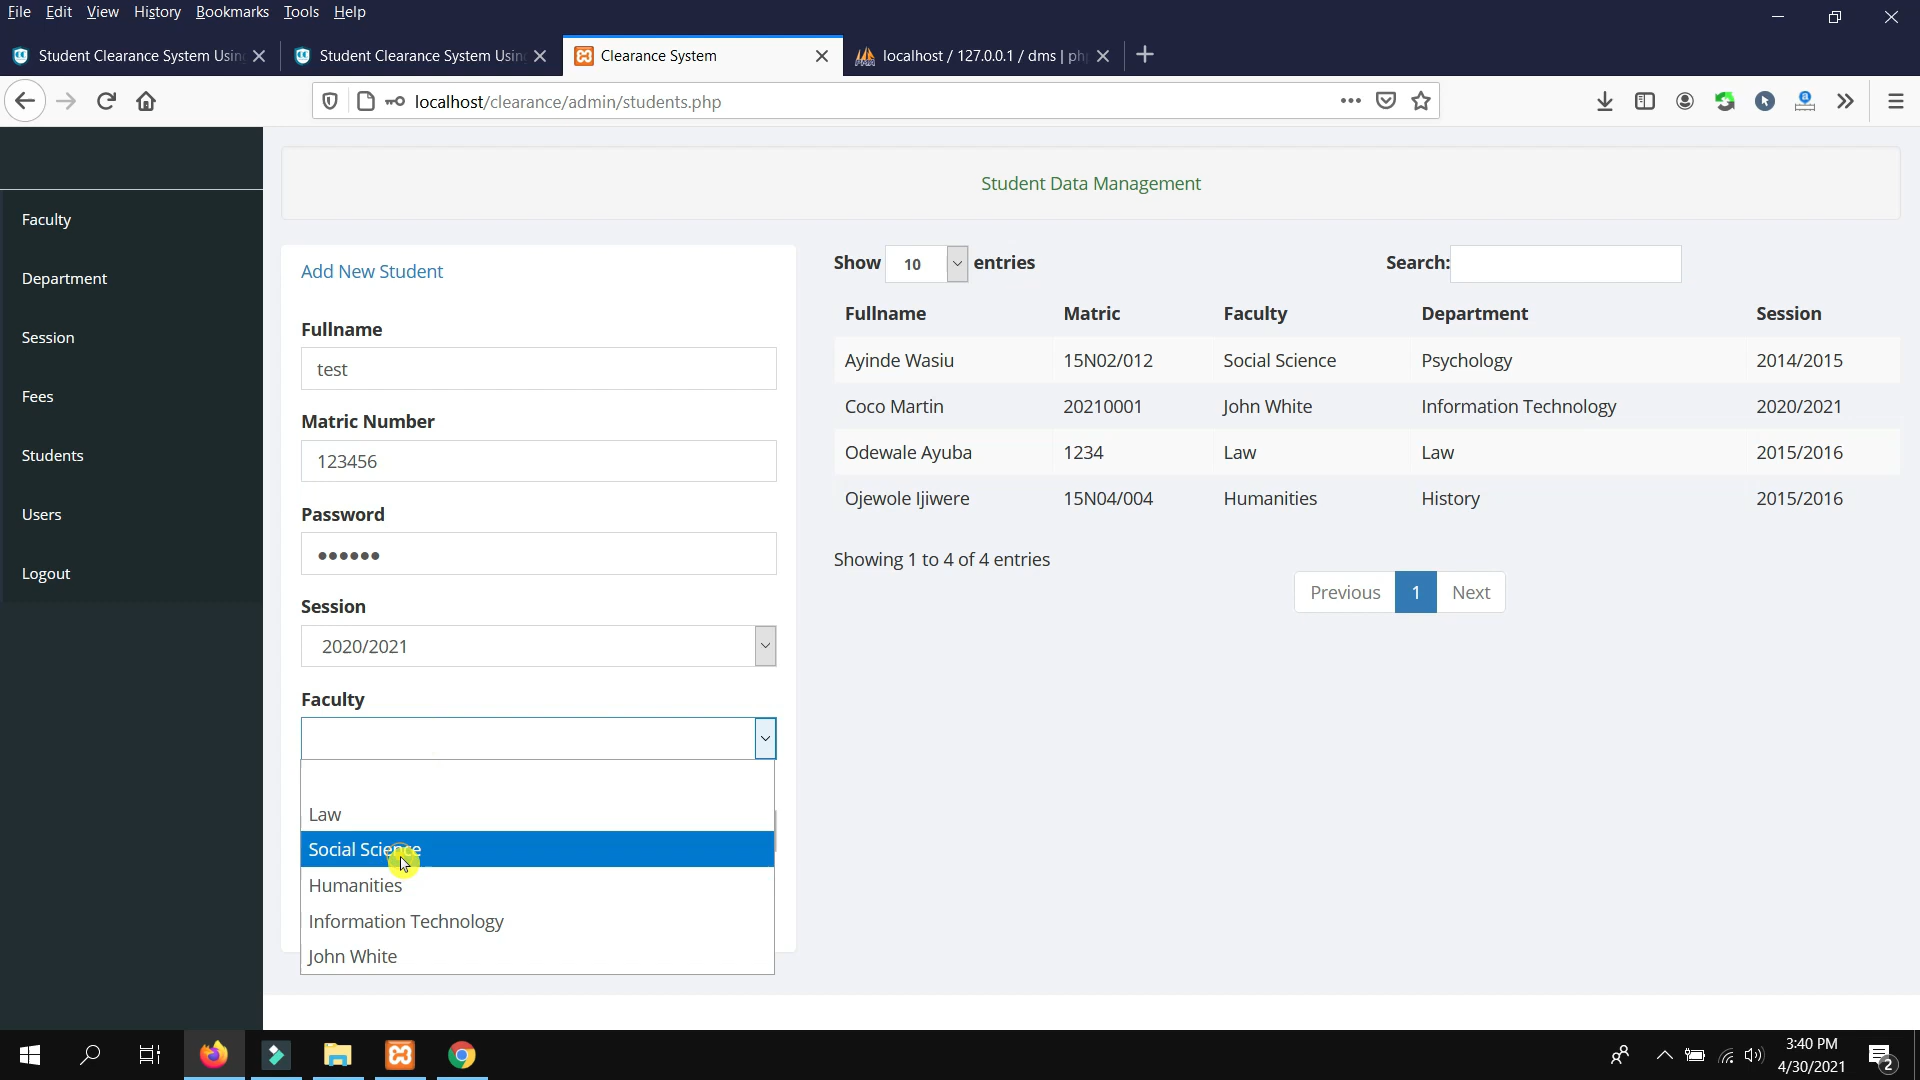 File Edit View History Bookmarks Tools Help
Student Clearance System Usin
Student Clearance System Usin
Clearance System
localhost / 127.0.0.1 / dms | ph
localhost/clearance/admin/students.php
Student Data Management
Faculty
Department
Session
Fees
Students
Users
Logout
Add New Student
Fullname
test
Matric Number
123456
Password
••••••
Session
2020/2021
Faculty
Law
Social Science
Humanities
Information Technology
John White
Show 10 entries
Search:
Fullname Matric Faculty Department Session
Ayinde Wasiu 15N02/012 Social Science Psychology 2014/2015
Coco Martin 20210001 John White Information Technology 2020/2021
Odewale Ayuba 1234 Law Law 2015/2016
Ojewole Ijiwere 15N04/004 Humanities History 2015/2016
Showing 1 to 4 of 4 entries
Previous 1 Next
3:40 PM
4/30/2021
2